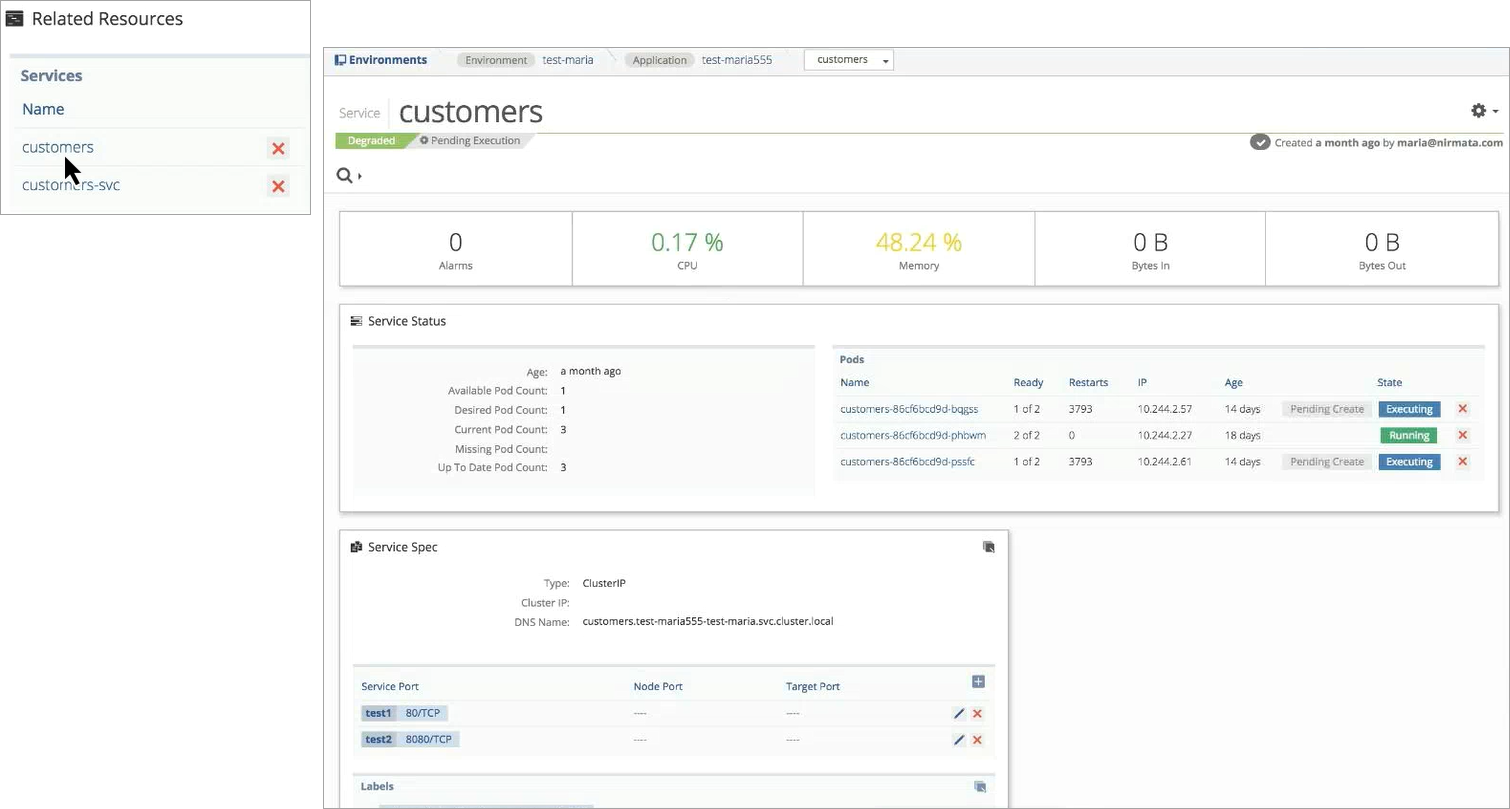 Related Resources
Services
Name
customers
customers-svc
Environments Environment test-maria Application test-maria555 customers
Service customers
Degraded Pending Execution
Created a month ago by maria@nirmata.com
0 0.17 % 48.24 % 0 B 0 B
Alarms CPU Memory Bytes In Bytes Out
Service Status
Age: a month ago
Available Pod Count: 1
Desired Pod Count: 1
Current Pod Count: 3
Missing Pod Count:
Up To Date Pod Count: 3
Pods
Name Ready Restarts IP Age State
customers-86cf6bcd9d-bqgss 1 of 2 3793 10.244.2.57 14 days Pending Create Executing
customers-86cf6bcd9d-phbwm 2 of 2 0 10.244.2.27 18 days Running
customers-86cf6bcd9d-pssfc 1 of 2 3793 10.244.2.61 14 days Pending Create Executing
Service Spec
Type: ClusterIP
Cluster IP:
DNS Name: customers.test-maria555-test-maria.svc.cluster.local
Service Port Node Port Target Port
test1 80/TCP ---- ----
test2 8080/TCP ---- ----
Labels